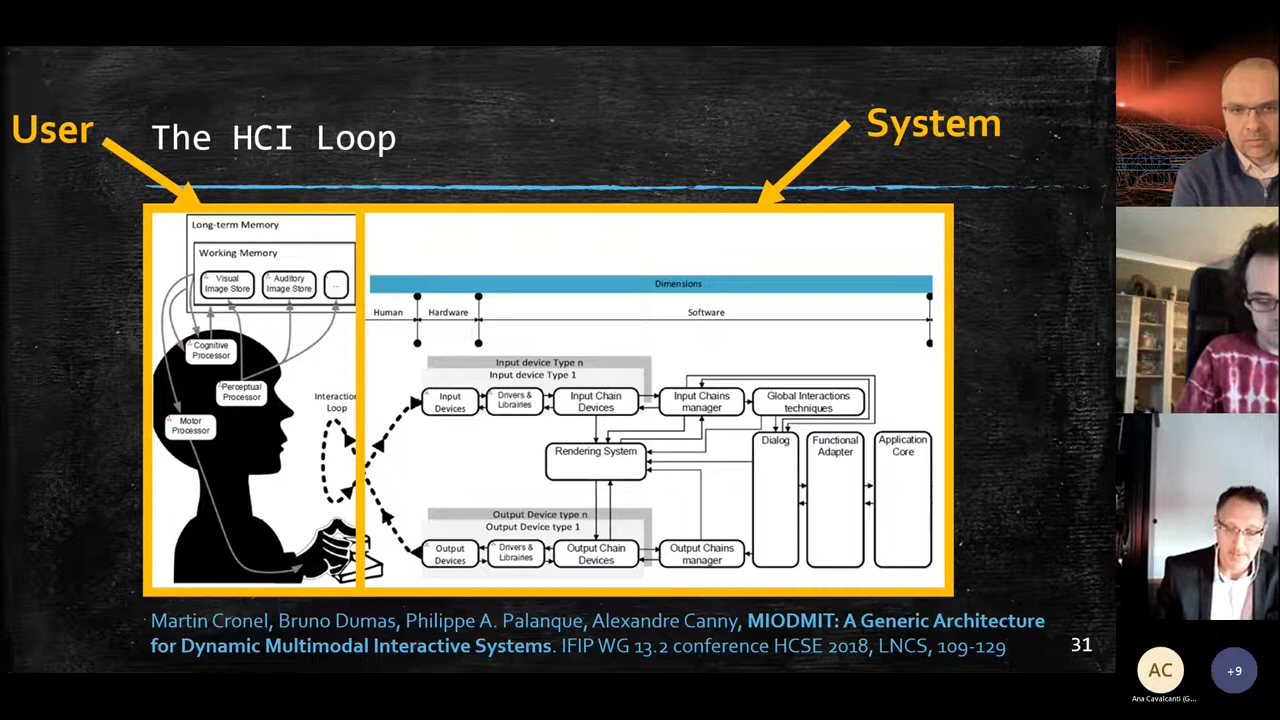 User
The HCI Loop
System
Long-term Memory
Working Memory
Visual
Image Store
Auditory
Image Store
...
Cognitive
Processor
Perceptual
Processor
Motor
Processor
Interaction
Loop
Dimensions
Human
Hardware
Software
Input device Type n
Input device Type 1
Input
Devices
Drivers &
Librairies
Input Chain
Devices
Input Chains
manager
Global Interactions
techniques
Rendering System
Dialog
Functional
Adapter
Application
Core
Output Device type n
Output Device type 1
Output
Devices
Drivers &
Librairies
Output Chain
Devices
Output Chains
manager
Martin Cronel, Bruno Dumas, Philippe A. Palanque, Alexandre Canny, MIODMIT: A Generic Architecture
for Dynamic Multimodal Interactive Systems. IFIP WG 13.2 conference HCSE 2018, LNCS, 109-129
31
AC
+9
Ana Cavalcanti (G...